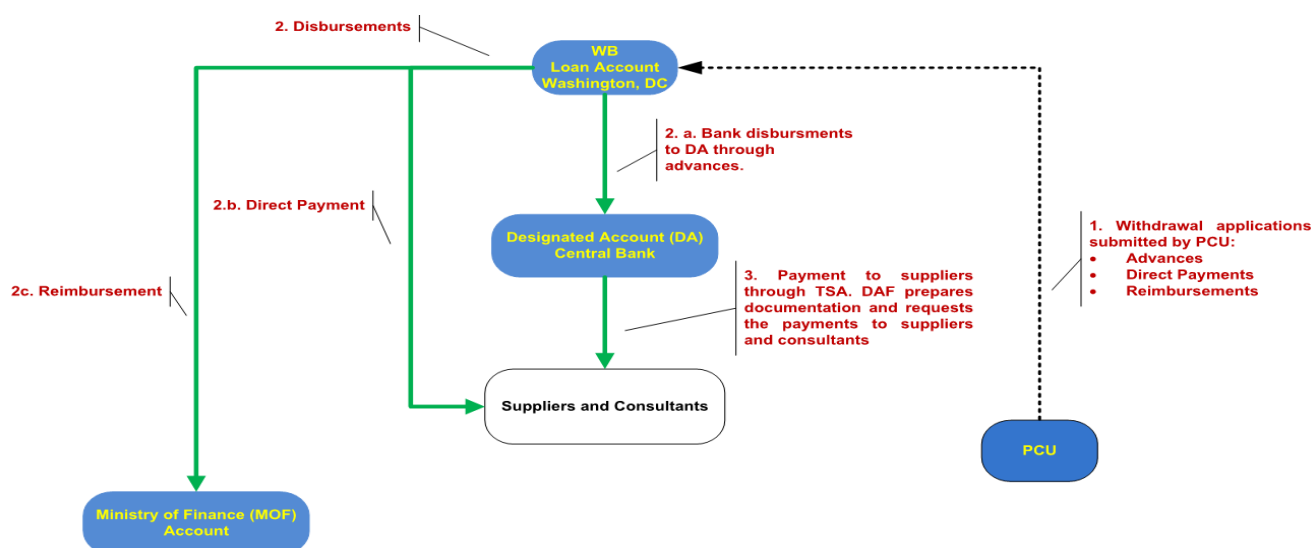 2. Disbursements
WB
Loan Account
Washington, DC
2. a. Bank disbursments
to DA through
advances.
2.b. Direct Payment
Designated Account (DA)
Central Bank
1. Withdrawal applications
submitted by PCU:
• Advances
• Direct Payments
• Reimbursements
2c. Reimbursement
3. Payment to suppliers
through TSA. DAF prepares
documentation and requests
the payments to suppliers
and consultants
Suppliers and Consultants
PCU
Ministry of Finance (MOF)
Account